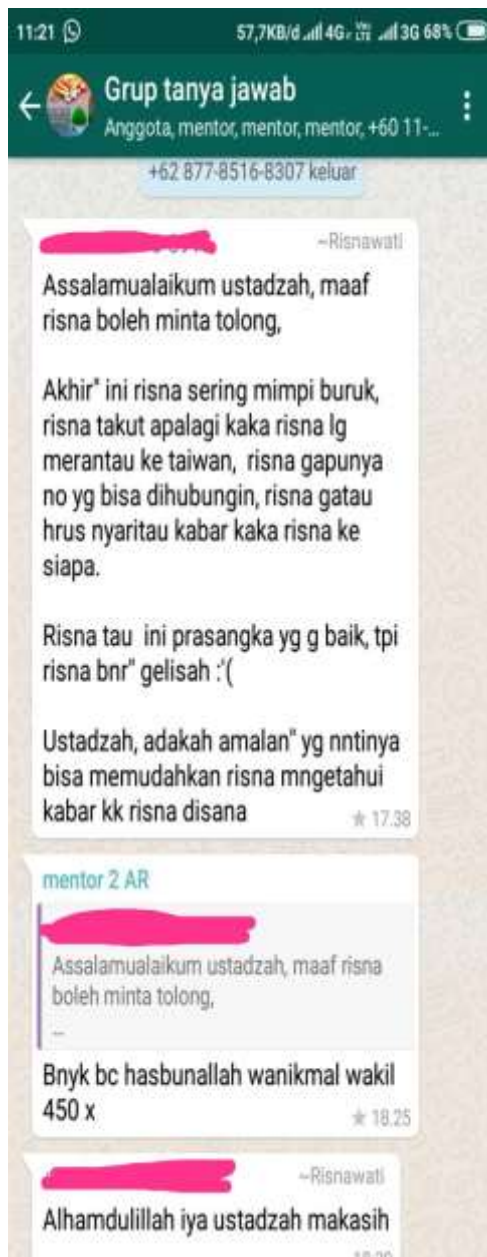 11:21 57,7KB/d 4G 3G 68%
Grup tanya jawab
Anggota, mentor, mentor, mentor, +60 11-...
+62 877-8516-8307 keluar
~Risnawati
Assalamualaikum ustadzah, maaf
risna boleh minta tolong,
Akhir" ini risna sering mimpi buruk,
risna takut apalagi kaka risna lg
merantau ke taiwan, risna gapunya
no yg bisa dihubungin, risna gatau
hrus nyaritau kabar kaka risna ke
siapa.
Risna tau ini prasangka yg g baik, tpi
risna bnr" gelisah :'(
Ustadzah, adakah amalan" yg nntinya
bisa memudahkan risna mngetahui
kabar kk risna disana
17.38
mentor 2 AR
Assalamualaikum ustadzah, maaf risna
boleh minta tolong,
...
Bnyk bc hasbunallah wanikmal wakil
450 x
18.25
~Risnawati
Alhamdulillah iya ustadzah makasih